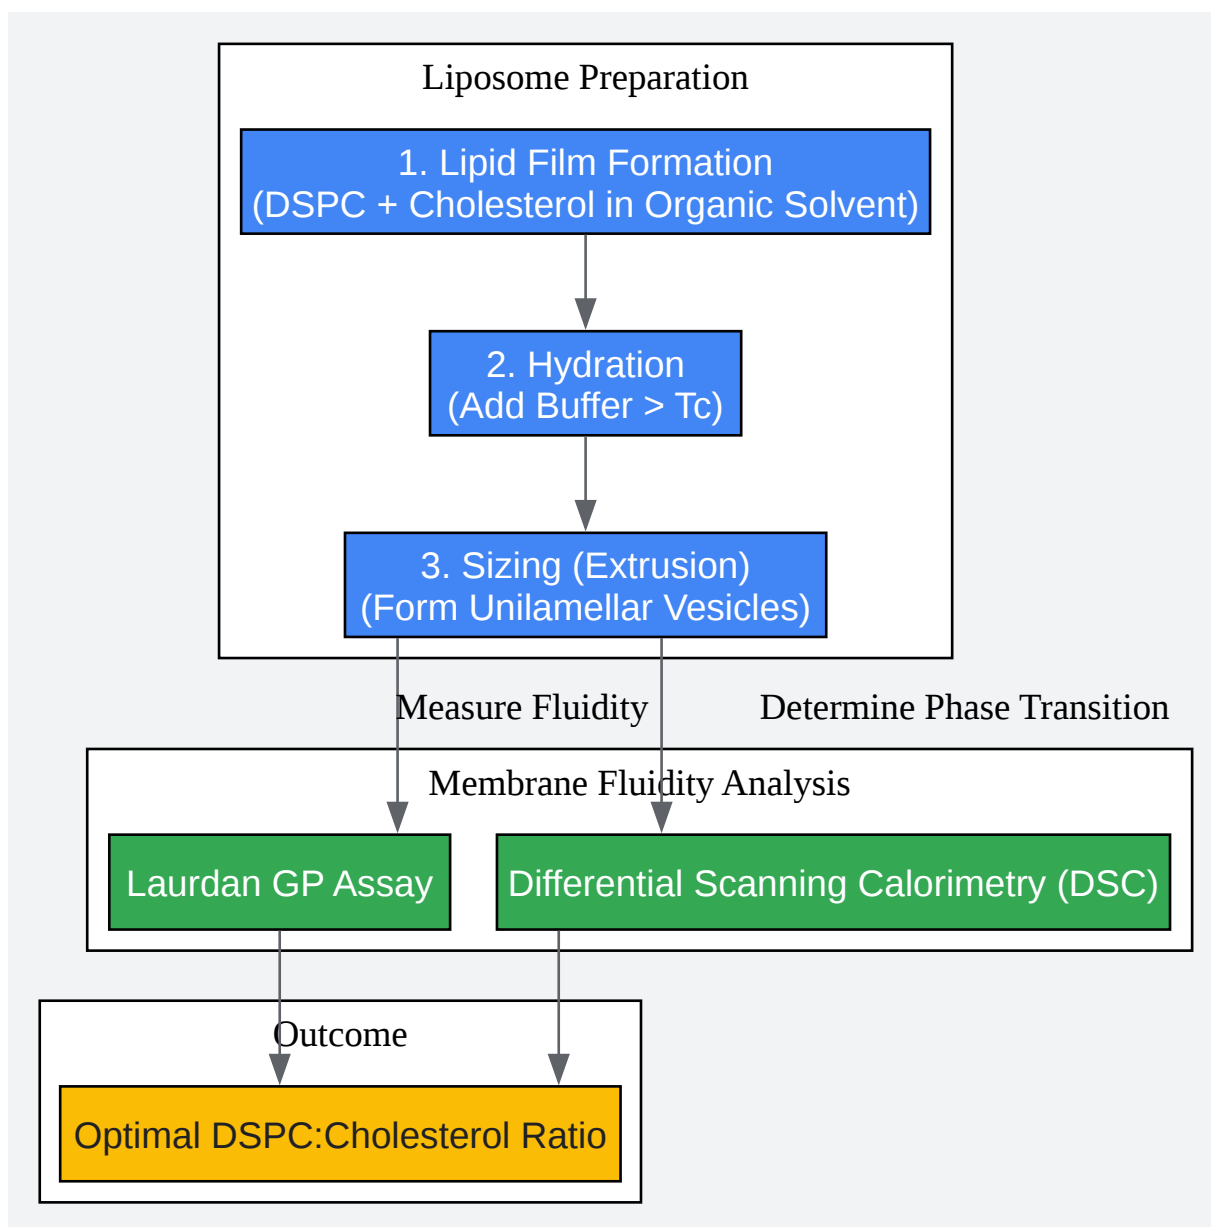 Liposome Preparation
1. Lipid Film Formation
(DSPC + Cholesterol in Organic Solvent)
2. Hydration
(Add Buffer > Tc)
3. Sizing (Extrusion)
(Form Unilamellar Vesicles)
Measure Fluidity
Determine Phase Transition
Membrane Fluidity Analysis
Laurdan GP Assay
Differential Scanning Calorimetry (DSC)
Outcome
Optimal DSPC:Cholesterol Ratio